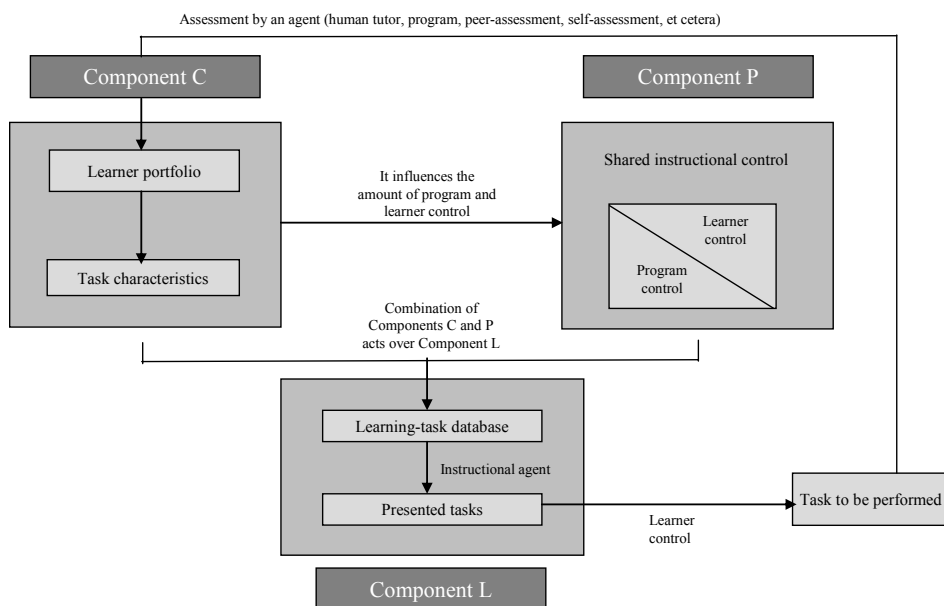 Assessment by an agent (human tutor, program, peer-assessment, self-assessment, et cetera)
Component C
Component P
Learner portfolio
Task characteristics
It influences the
amount of program and
learner control
Shared instructional control
Learner
control
Program
control
Combination of
Components C and P
acts over Component L
Learning-task database
Instructional agent
Presented tasks
Learner
control
Task to be performed
Component L